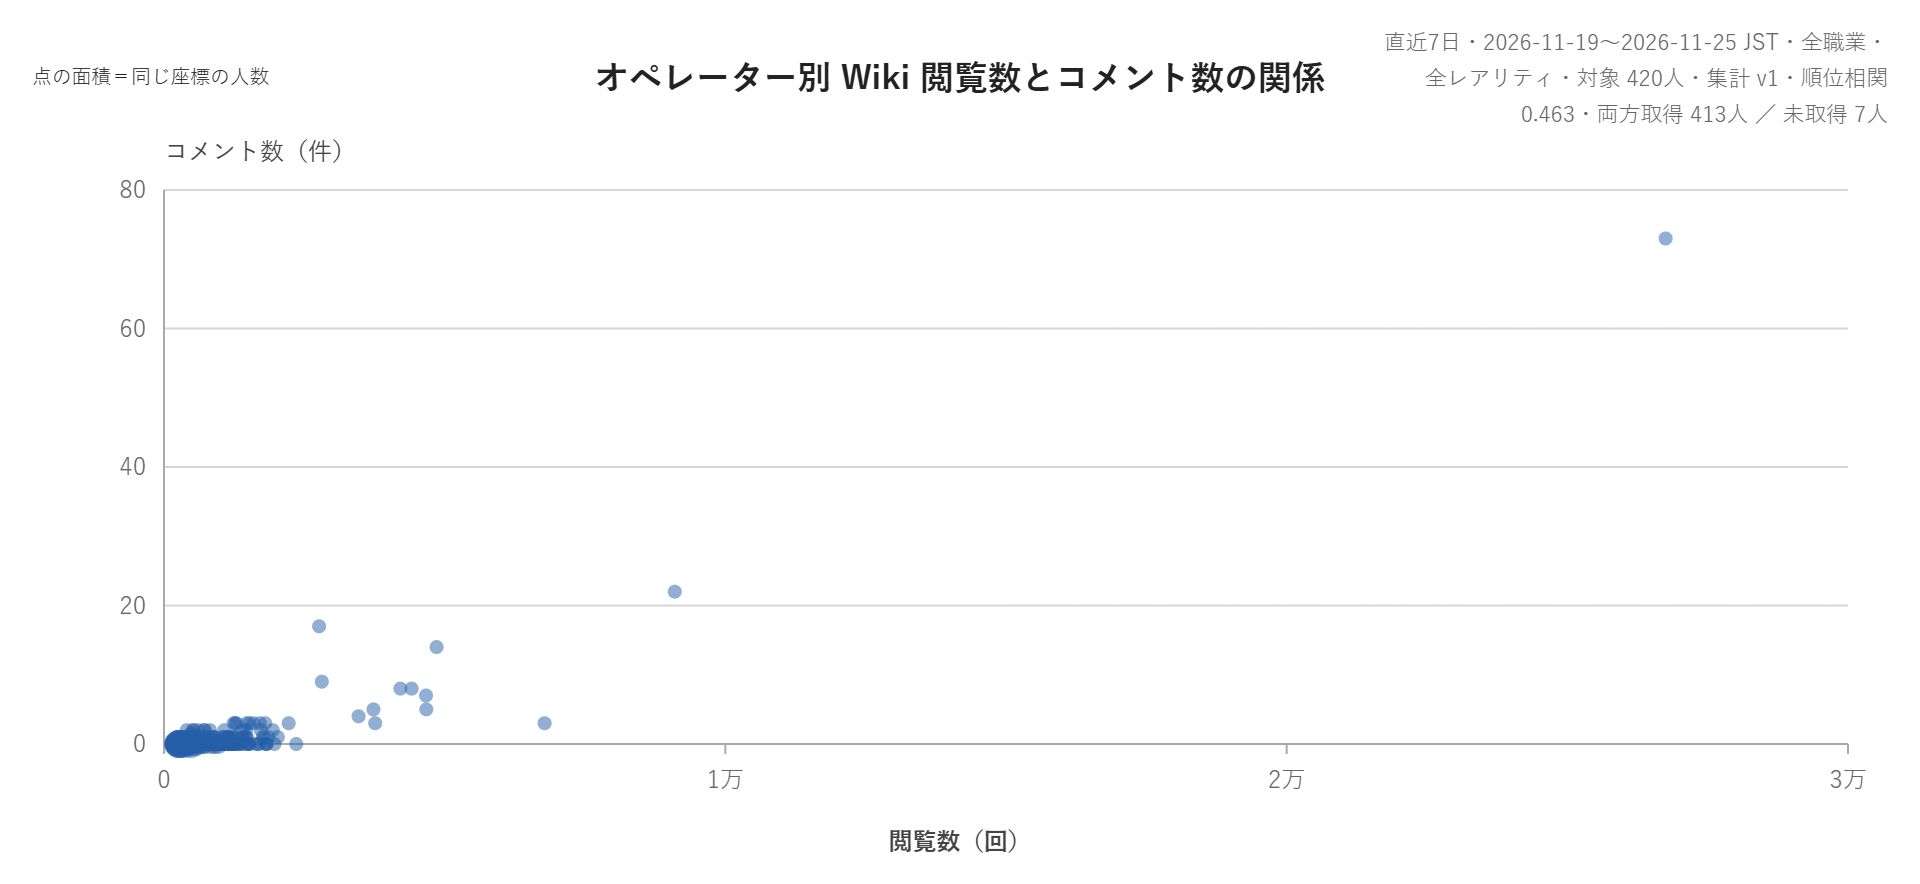 点の面積＝同じ座標の人数
オペレーター別 Wiki 閲覧数とコメント数の関係
直近7日・2026-11-19～2026-11-25 JST・全職業・
全レアリティ・対象 420人・集計 v1・順位相関
0.463・両方取得 413人 ／ 未取得 7人
コメント数（件）
80
60
40
20
0
0
1万
2万
3万
閲覧数（回）